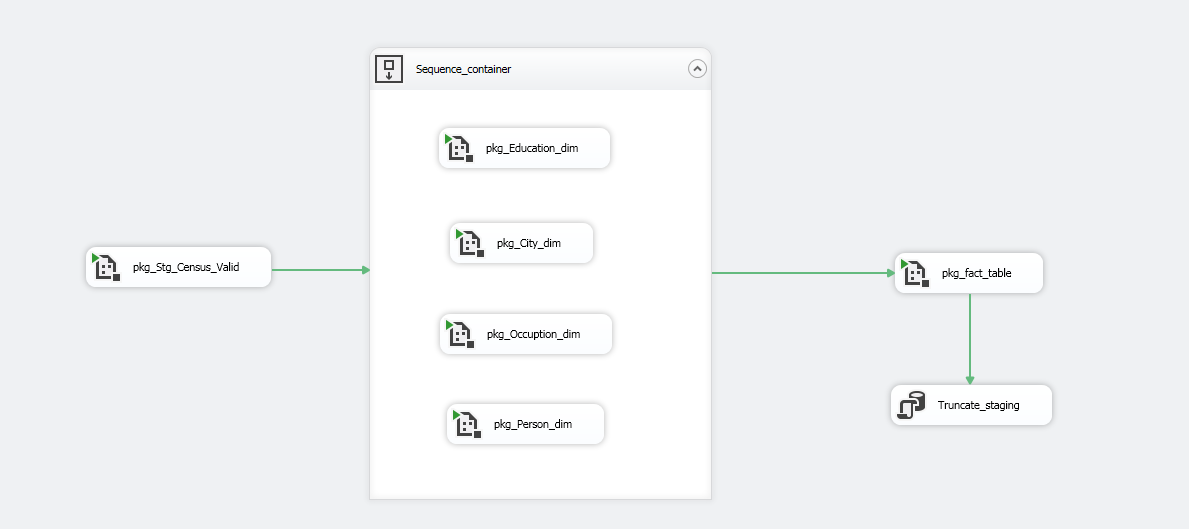 Sequence_container
pkg_Education_dim
pkg_City_dim
pkg_Stg_Census_Valid
pkg_fact_table
pkg_Occuption_dim
Truncate_staging
pkg_Person_dim